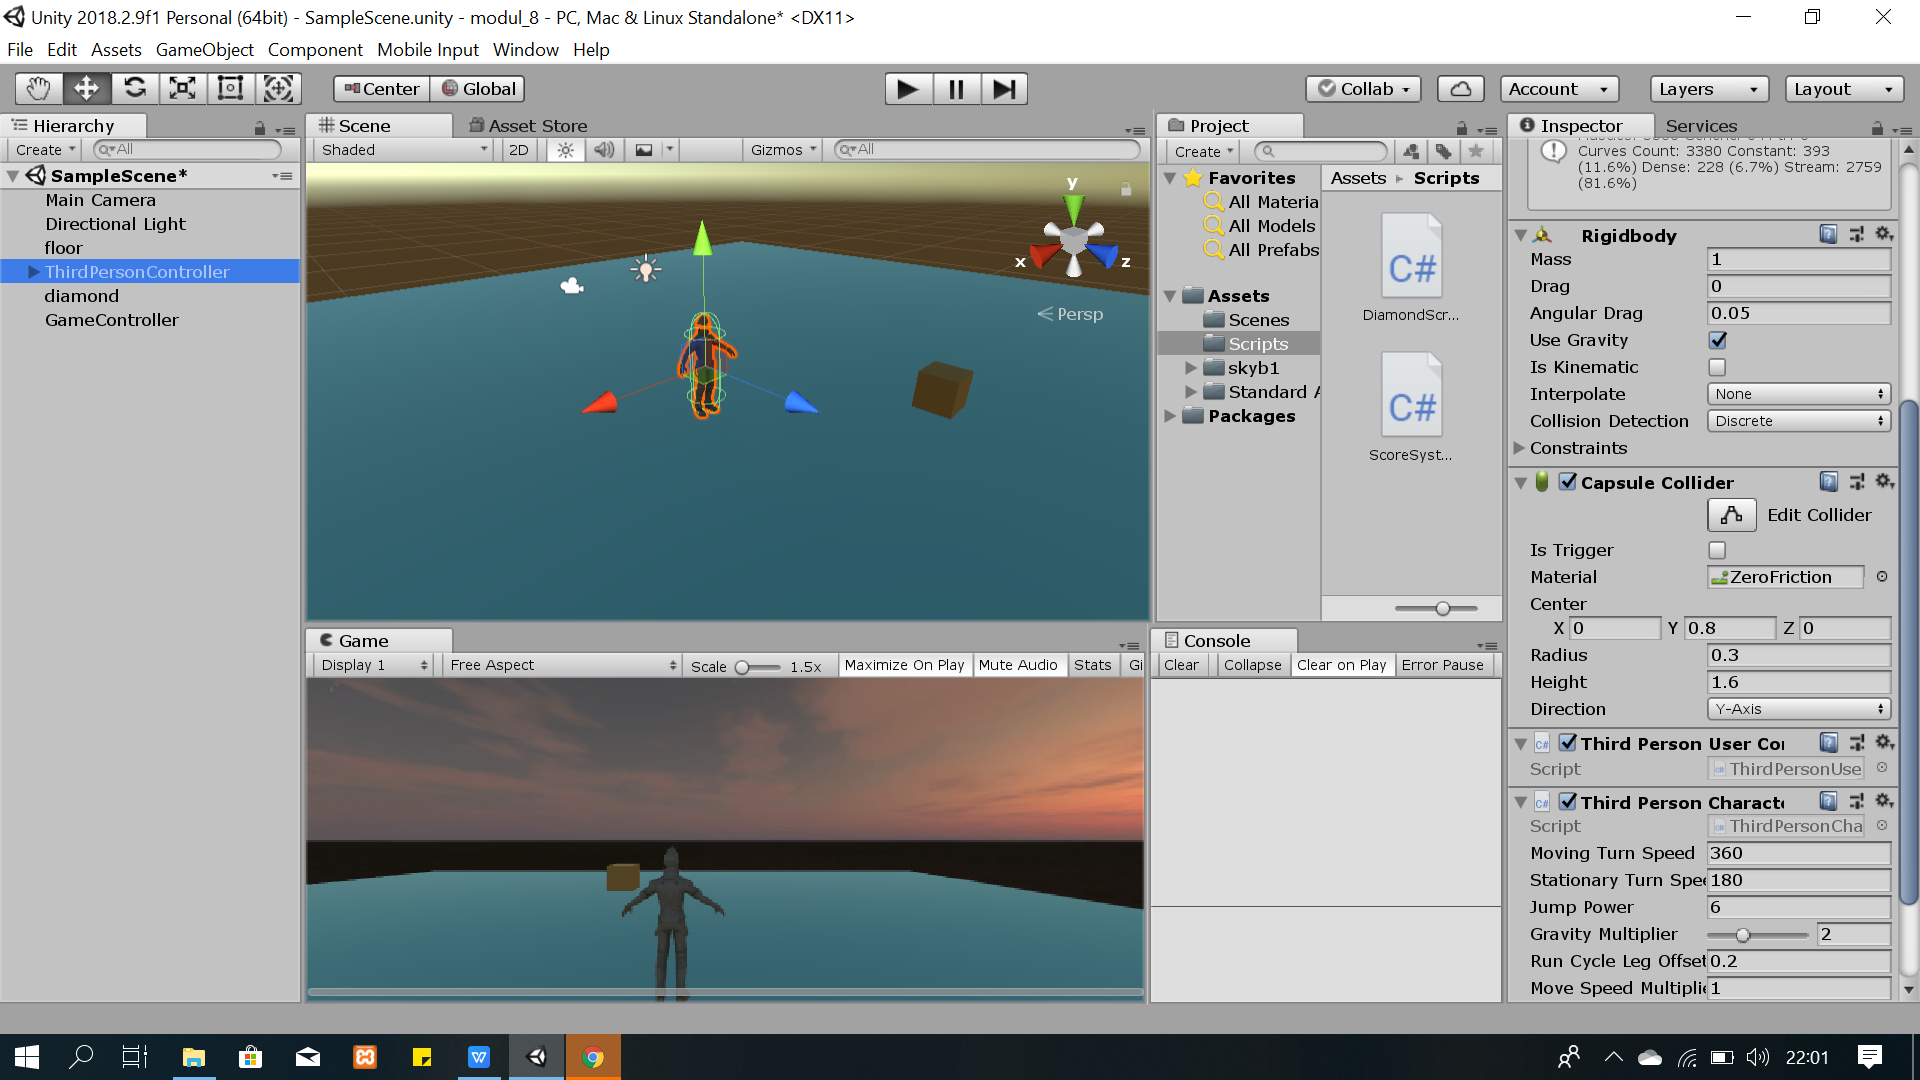 Unity 2018.2.9f1 Personal (64bit) - SampleScene.unity - modul_8 - PC, Mac & Linux Standalone* <DX11>
File Edit Assets GameObject Component Mobile Input Window Help
Center Global Collab Account Layers Layout
Hierarchy
Create All
SampleScene*
Main Camera
Directional Light
floor
ThirdPersonController
diamond
GameController
Scene Asset Store
Shaded 2D Gizmos All
y
x z
Persp
Game
Display 1 Free Aspect Scale 1.5x Maximize On Play Mute Audio Stats Gi
Project
Create
Favorites
All Materia
All Models
All Prefabs
Assets
Scenes
Scripts
skyb1
Standard A
Packages
Assets Scripts
C#
DiamondScr...
C#
ScoreSyst...
Console
Clear Collapse Clear on Play Error Pause
Inspector Services
Curves Count: 3380 Constant: 393
(11.6%) Dense: 228 (6.7%) Stream: 2759
(81.6%)
Rigidbody
Mass 1
Drag 0
Angular Drag 0.05
Use Gravity
Is Kinematic
Interpolate None
Collision Detection Discrete
Constraints
Capsule Collider
Edit Collider
Is Trigger
Material ZeroFriction
Center
X 0 Y 0.8 Z 0
Radius 0.3
Height 1.6
Direction Y-Axis
C# Third Person User Cor
Script ThirdPersonUse
C# Third Person Characte
Script ThirdPersonCha
Moving Turn Speed 360
Stationary Turn Spee 180
Jump Power 6
Gravity Multiplier 2
Run Cycle Leg Offset 0.2
Move Speed Multiplie 1
22:01